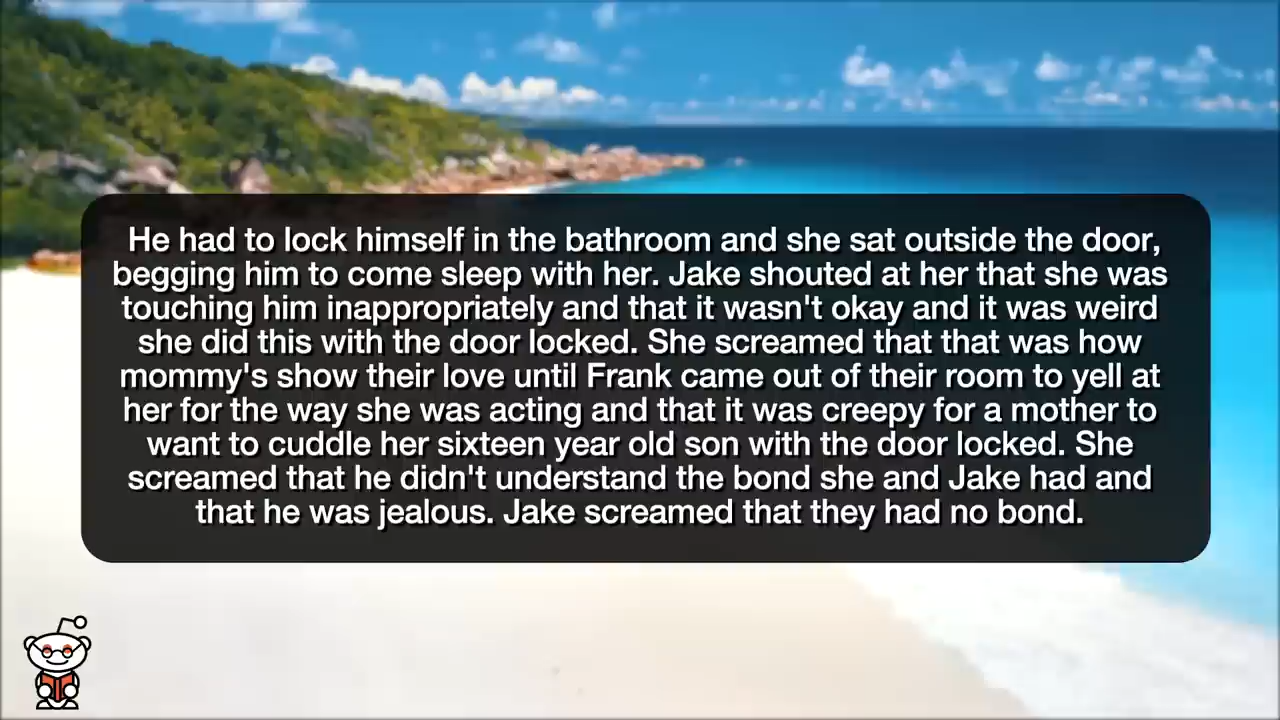 He had to lock himself in the bathroom and she sat outside the door,
begging him to come sleep with her. Jake shouted at her that she was
touching him inappropriately and that it wasn't okay and it was weird
she did this with the door locked. She screamed that that was how
mommy's show their love until Frank came out of their room to yell at
her for the way she was acting and that it was creepy for a mother to
want to cuddle her sixteen year old son with the door locked. She
screamed that he didn't understand the bond she and Jake had and
that he was jealous. Jake screamed that they had no bond.